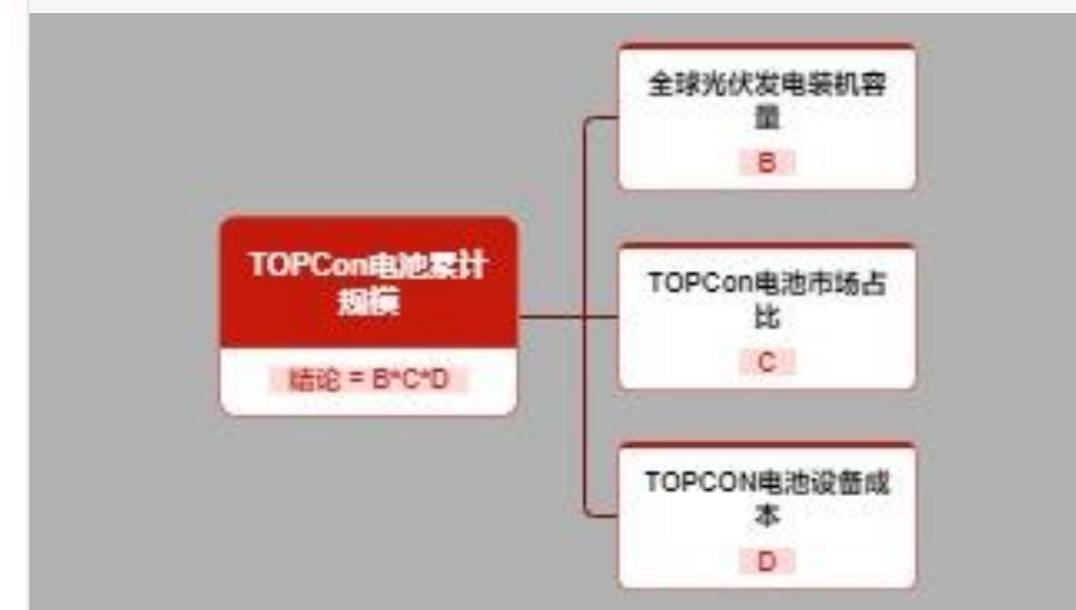 全球光伏发电装机容
量
B
TOPCon电池累计
规模
结论 = B*C*D
TOPCon电池市场占
比
C
TOPCON电池设备成
本
D